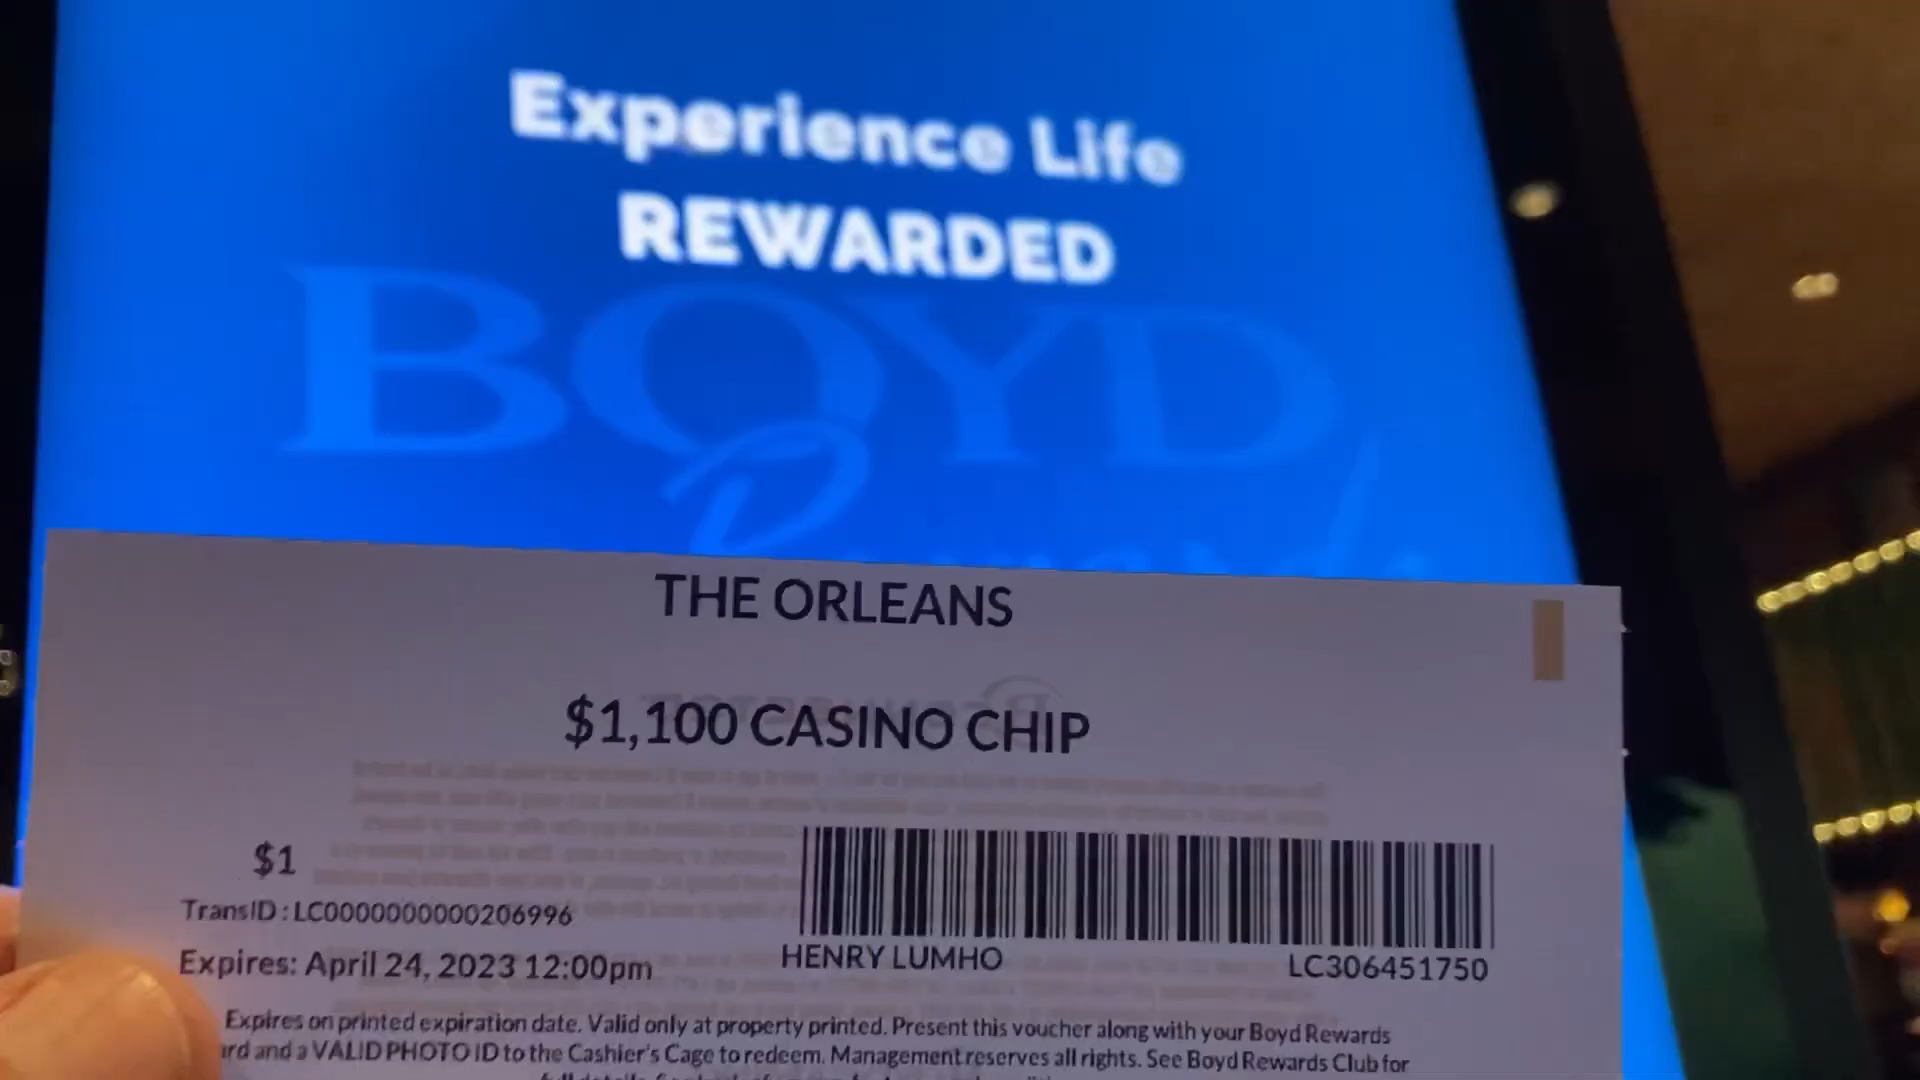 Experience Life
REWARDED
BOYD
THE ORLEANS
$1,100 CASINO CHIP
$1
TransID : LC0000000000206996
Expires: April 24, 2023 12:00pm
HENRY LUMHO
LC306451750
Expires on printed expiration date. Valid only at property printed. Present this voucher along with your Boyd Rewards
and a VALID PHOTO ID to the Cashier's Cage to redeem. Management reserves all rights. See Boyd Rewards Club for